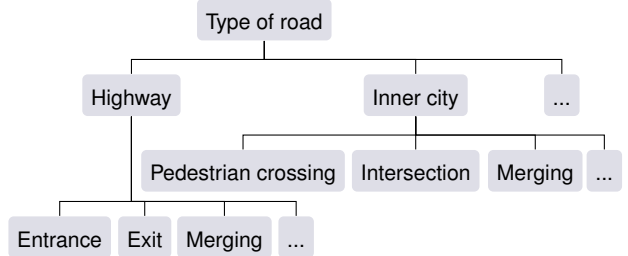 Type of road
Highway Inner city ...
Pedestrian crossing Intersection Merging ...
Entrance Exit Merging ...